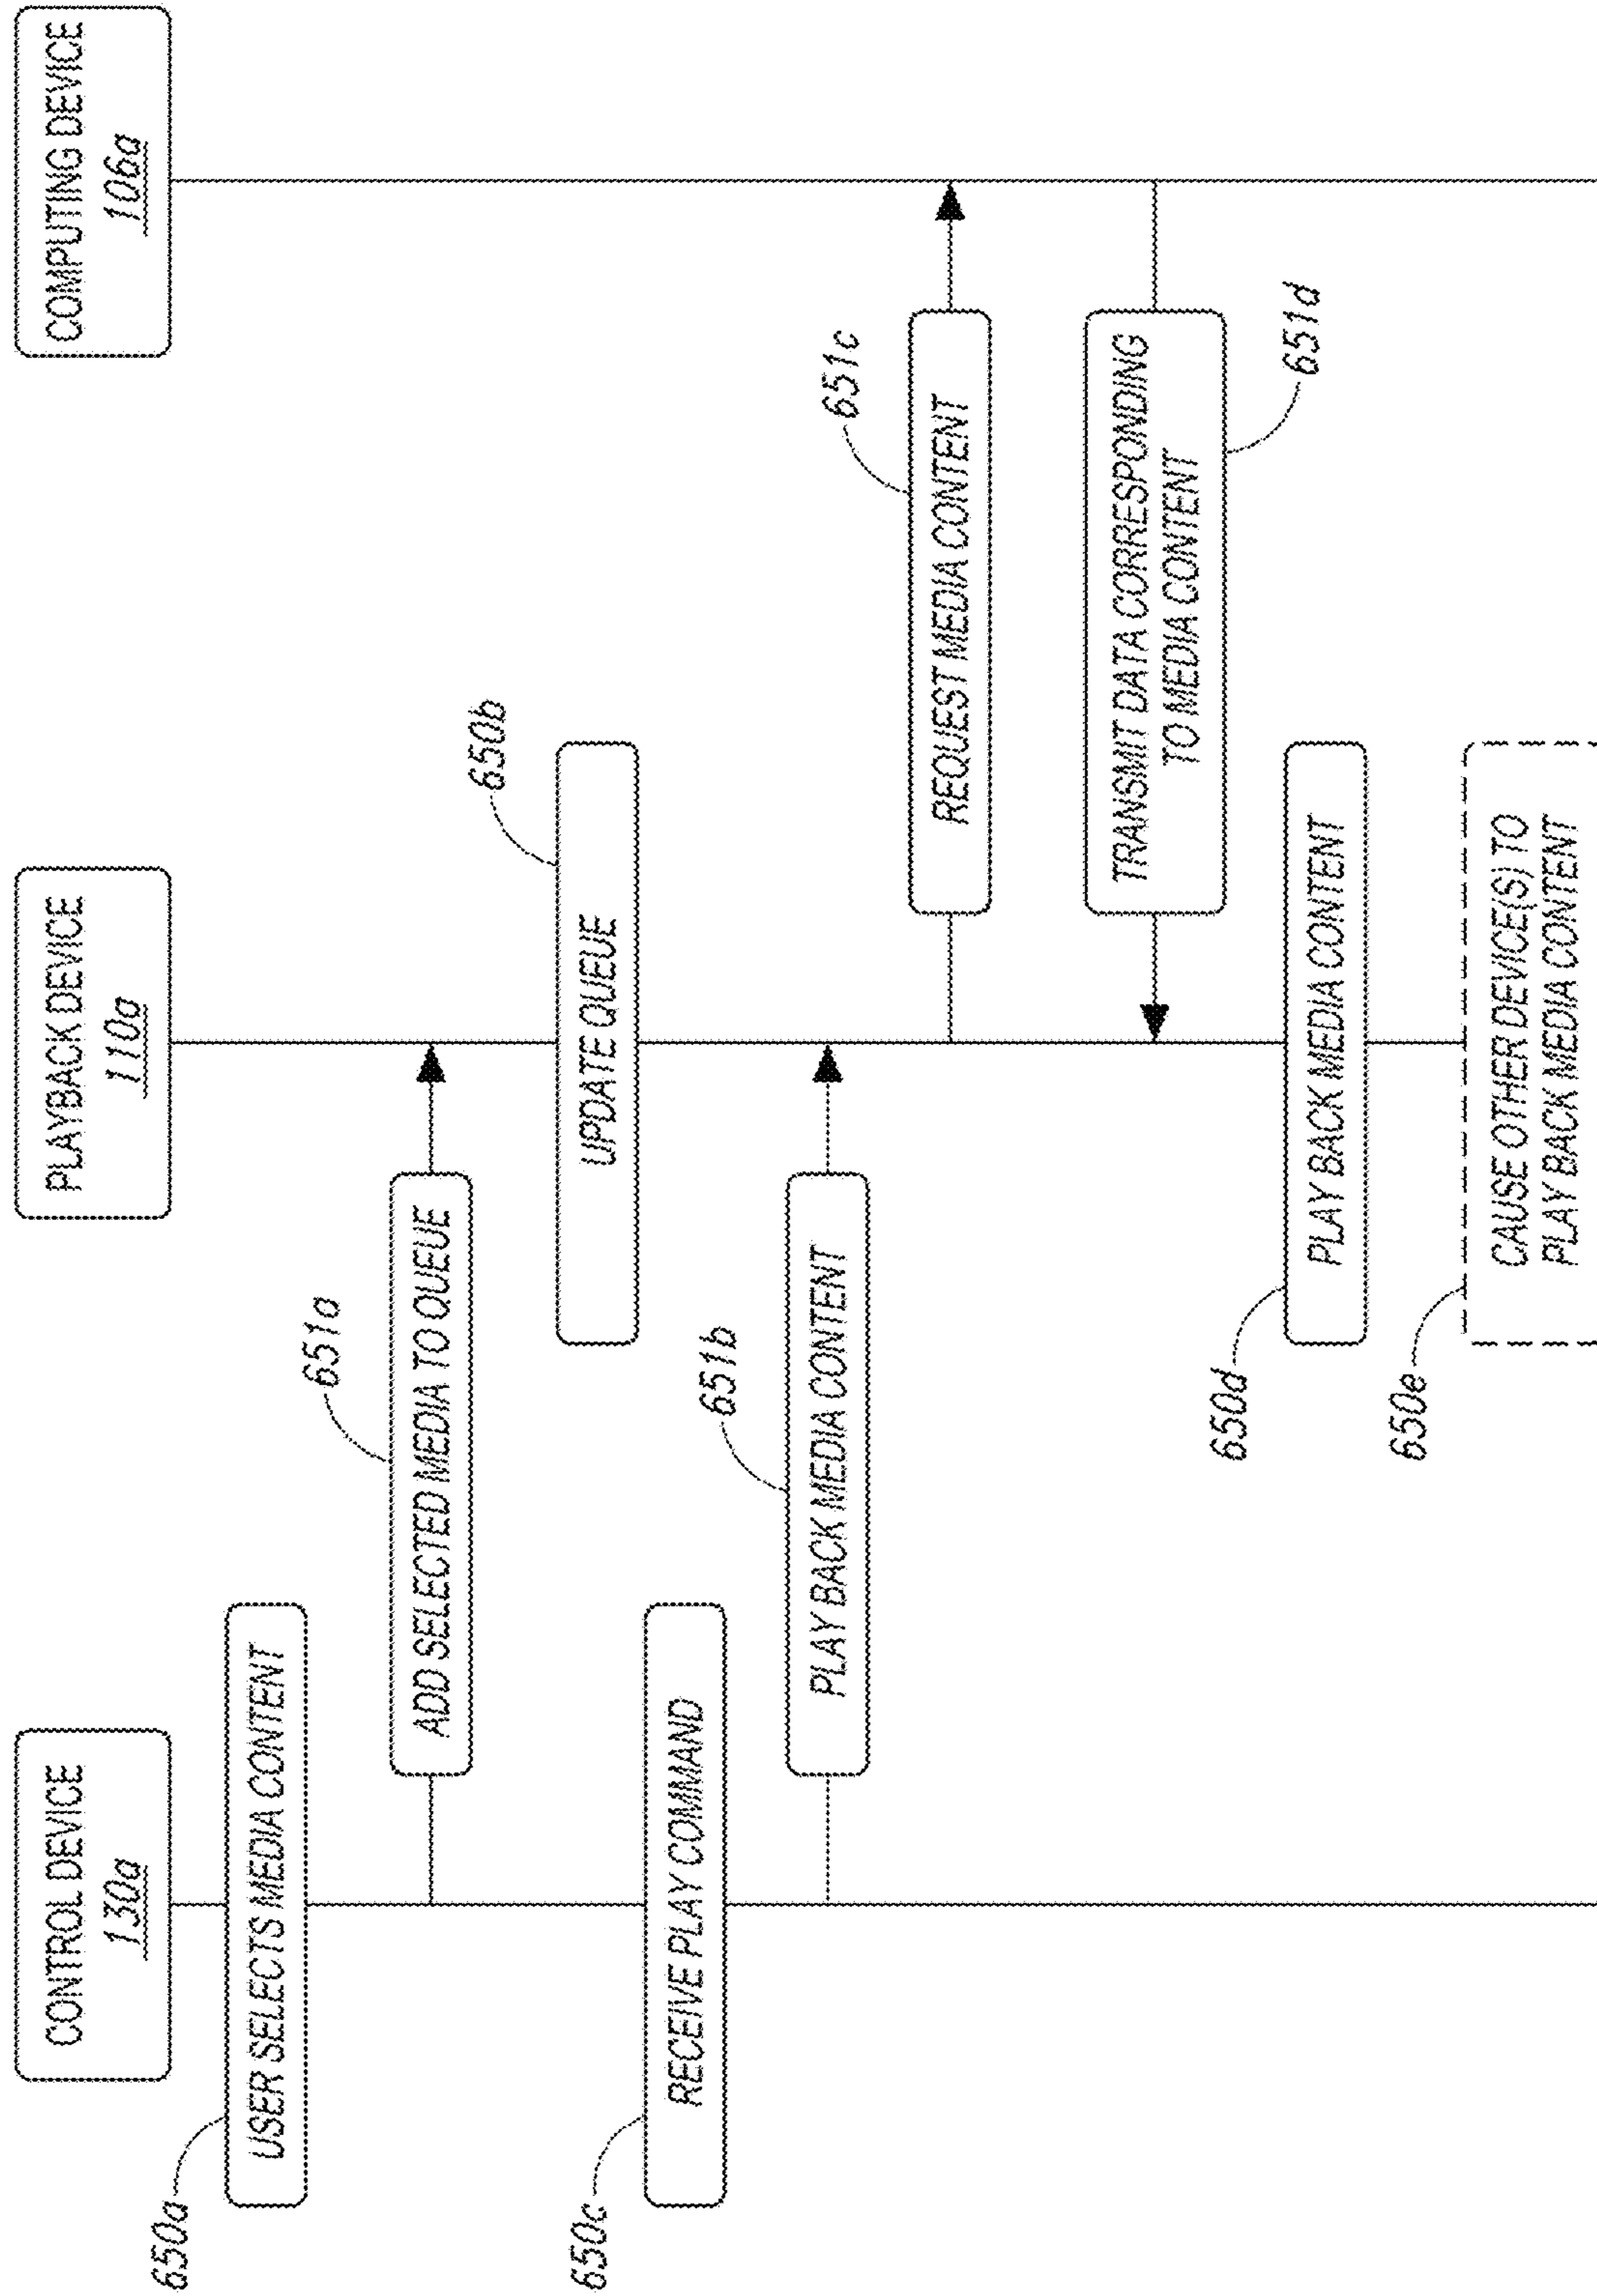 CONTROL DEVICE
130a
PLAYBACK DEVICE
110a
COMPUTING DEVICE
106a
650a
USER SELECTS MEDIA CONTENT
651a
ADD SELECTED MEDIA TO QUEUE
650b
UPDATE QUEUE
650c
RECEIVE PLAY COMMAND
651b
PLAY BACK MEDIA CONTENT
651c
REQUEST MEDIA CONTENT
TRANSMIT DATA CORRESPONDING
TO MEDIA CONTENT
651d
650d
PLAY BACK MEDIA CONTENT
650e
CAUSE OTHER DEVICE(S) TO
PLAY BACK MEDIA CONTENT